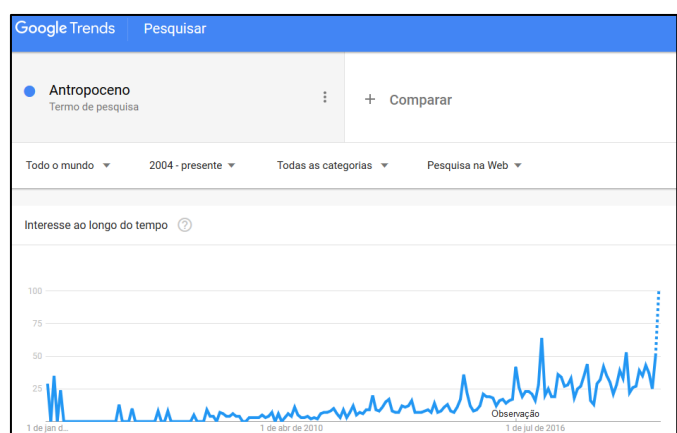 Google Trends Pesquisar
Antropoceno
Termo de pesquisa
+ Comparar
Todo o mundo 2004 - presente Todas as categorias Pesquisa na Web
Interesse ao longo do tempo ?
100
75
50
25
Observação
1 de jan d... 1 de abr de 2010 1 de jul de 2016